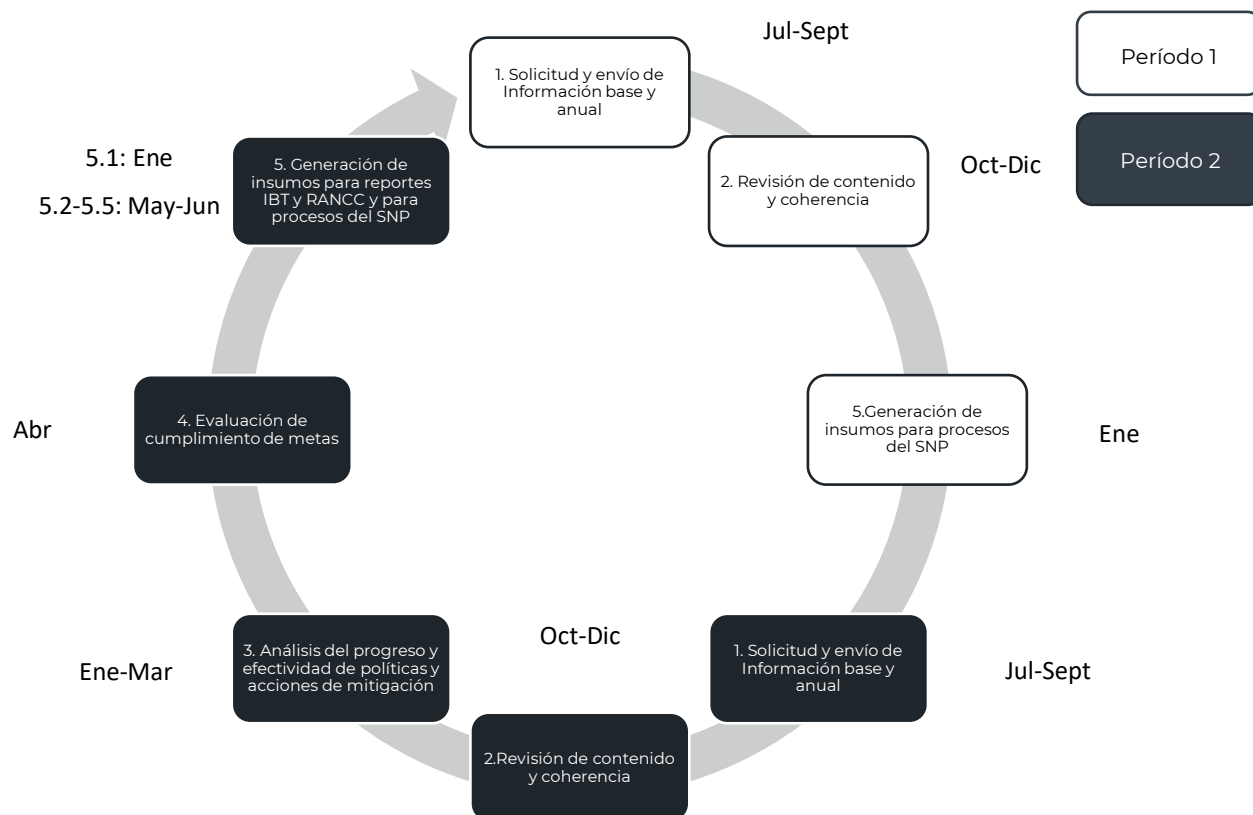 Jul-Sept
Período 1
1. Solicitud y envío de
Información base y
anual
Período 2
Oct-Dic
2. Revisión de contenido
y coherencia
5.Generación de
insumos para procesos
del SNP
Ene
1. Solicitud y envío de
Información base y
anual
Jul-Sept
Oct-Dic
2.Revisión de contenido
y coherencia
3. Análisis del progreso y
efectividad de políticas y
acciones de mitigación
Ene-Mar
4. Evaluación de
cumplimiento de metas
Abr
5. Generación de
insumos para reportes
IBT y RANCC y para
procesos del SNP
5.1: Ene
5.2-5.5: May-Jun